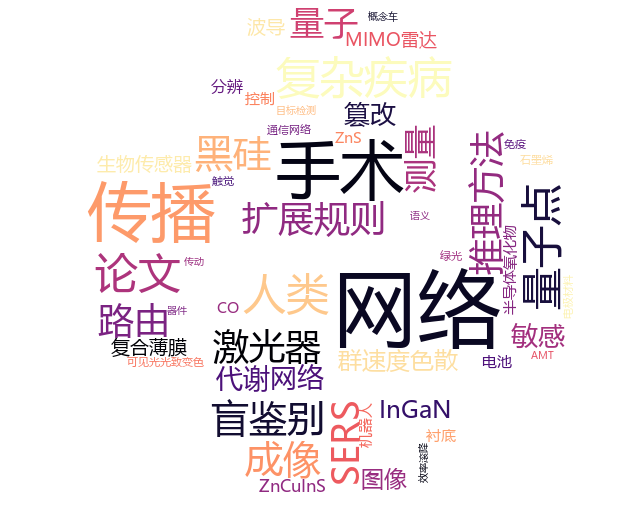 量子
概念车
波导
MIMO雷达
复杂疾病
分辨
控制
目标检测
篡改
通信网络
ZnS
测量
黑硅
手术
推理方法
免疫
石墨烯
生物传感器
触觉
传播
扩展规则
语义
量子点
半导体氧化物
论文
传动
绿光
人类
网络
路由
器件
CO
敏感
复合薄膜
激光器
群速度色散
电池
AMT
可见光光致变色
代谢网络
盲鉴别
SERS
机器人
InGaN
衬底
成像
图像
效率滚降
ZnCuInS